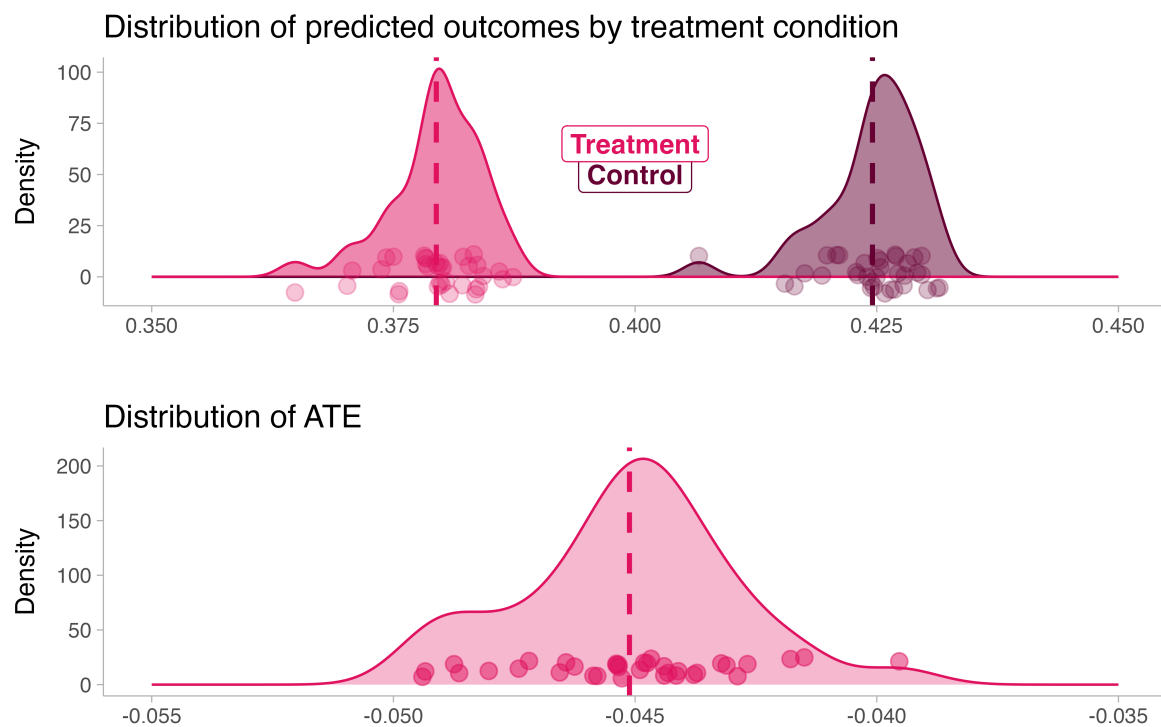 Distribution of predicted outcomes by treatment condition
100
75
50
25
0
Density
Treatment
Control
0.350 0.375 0.400 0.425 0.450
Distribution of ATE
200
150
100
50
0
Density
-0.055 -0.050 -0.045 -0.040 -0.035